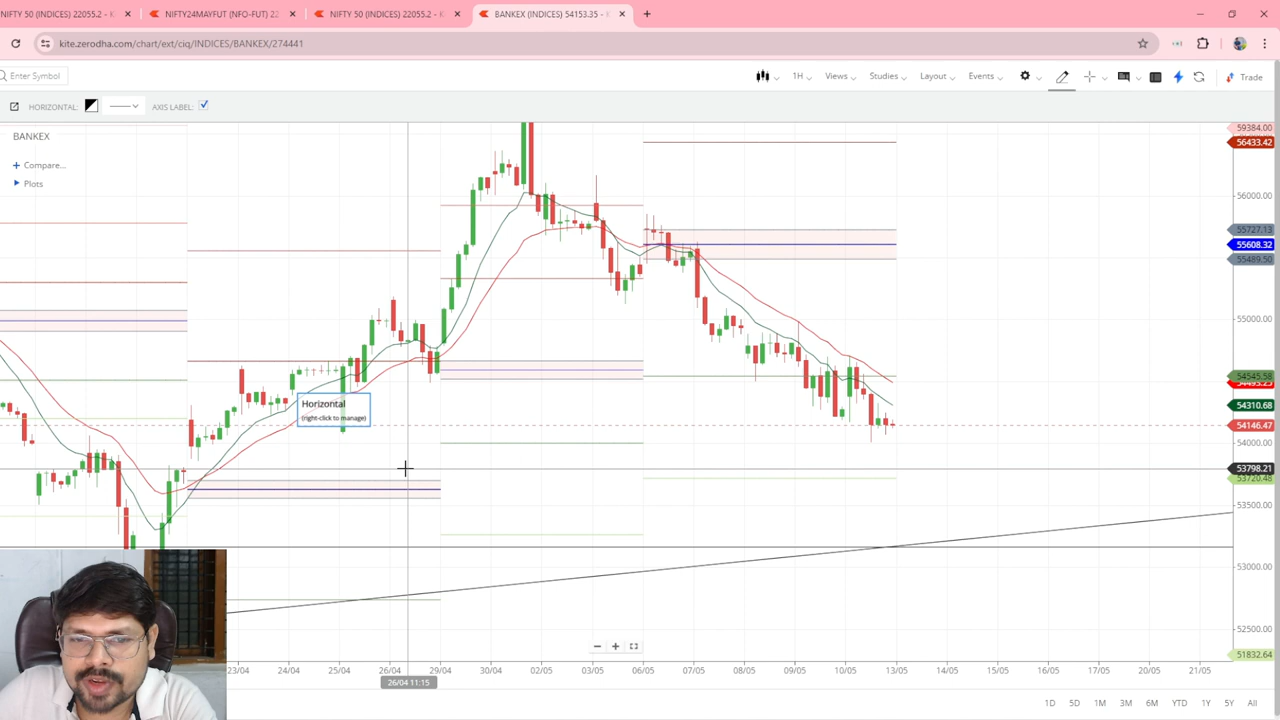 NIFTY 50 (INDICES) 22055.2 -
NIFTY24MAYFUT (NFO-FUT) 2
NIFTY 50 (INDICES) 22055.2 -
BANKEX (INDICES) 54153.35 -
kite.zerodha.com/chart/ext/ciq/INDICES/BANKEX/274441
Enter Symbol
1H
Views
Studies
Layout
Events
Trade
HORIZONTAL:
AXIS LABEL:
BANKEX
Compare...
Plots
Horizontal
(right-click to manage)
59384.00
56433.42
56000.00
55727.13
55608.32
55489.50
55000.00
54545.58
54310.68
54146.47
54000.00
53798.21
53720.48
53500.00
53000.00
52500.00
51832.64
23/04
24/04
25/04
26/04
29/04
30/04
02/05
03/05
06/05
07/05
08/05
09/05
10/05
13/05
14/05
15/05
16/05
17/05
20/05
21/05
26/04 11:15
1D
5D
1M
3M
6M
YTD
1Y
5Y
All